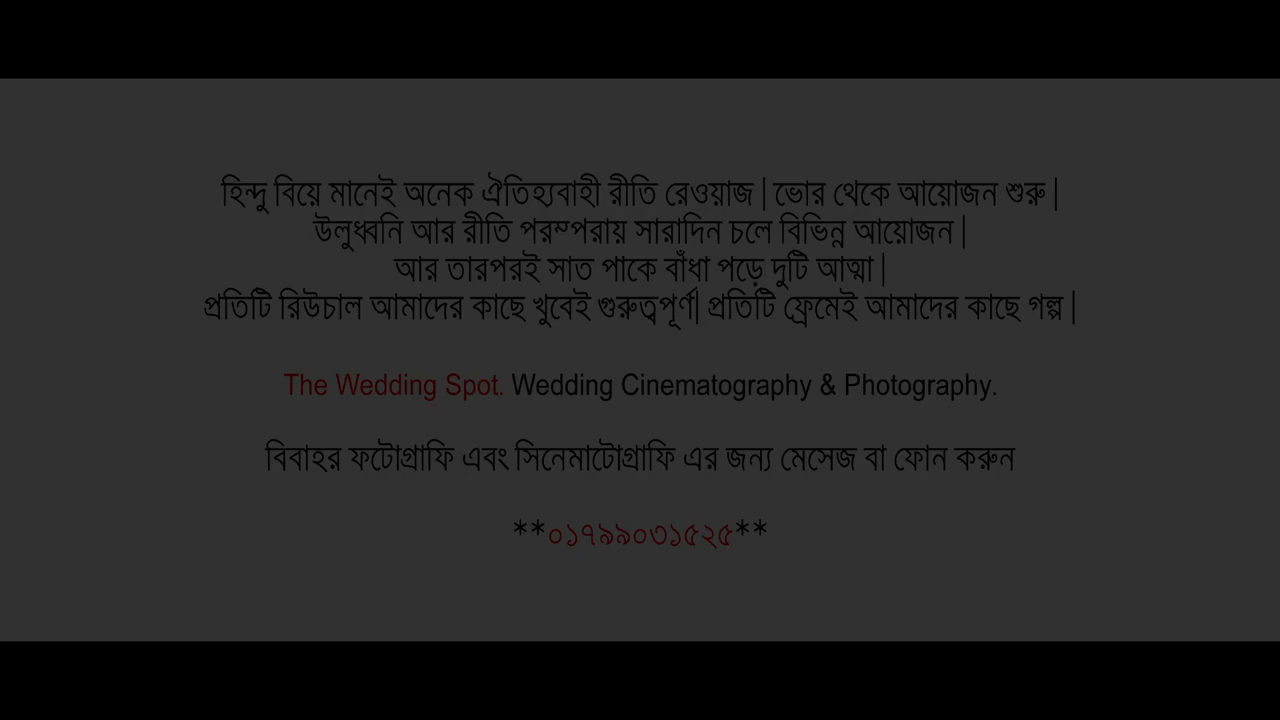 হিন্দু বিয়ে মানেই অনেক ঐতিহ্যবাহী রীতি রেওয়াজ | ভোর থেকে আয়োজন শুরু |
উলুধ্বনি আর রীতি পরম্পরায় সারাদিন চলে বিভিন্ন আয়োজন |
আর তারপরই সাত পাকে বাঁধা পড়ে দুটি আত্মা |
প্রতিটি রিউচাল আমাদের কাছে খুবেই গুরুত্বপূর্ণ| প্রতিটি ফ্রেমেই আমাদের কাছে গল্প |
The Wedding Spot. Wedding Cinematography & Photography.
বিবাহর ফটোগ্রাফি এবং সিনেমাটোগ্রাফি এর জন্য মেসেজ বা ফোন করুন
**০১৭৯৯০৩১৫২৫**